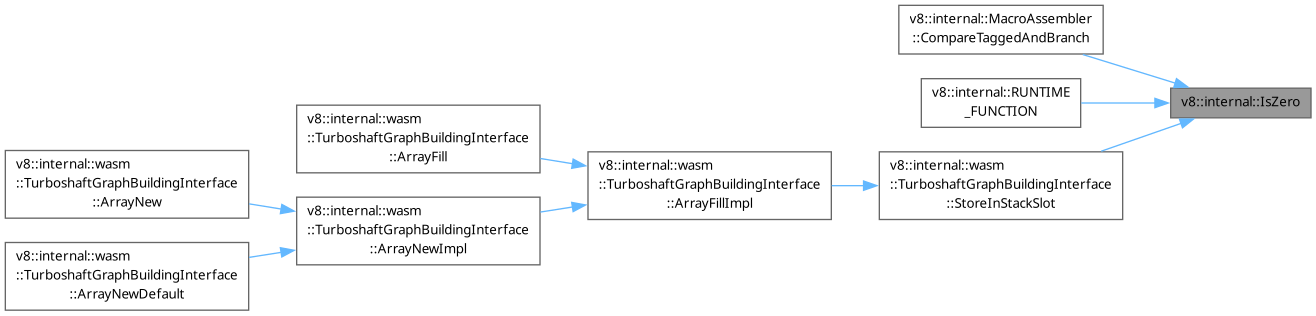 v8::internal::MacroAssembler
::CompareTaggedAndBranch
v8::internal::RUNTIME
_FUNCTION
v8::internal::IsZero
v8::internal::wasm
::TurboshaftGraphBuildingInterface
::ArrayFill
v8::internal::wasm
::TurboshaftGraphBuildingInterface
::ArrayNew
v8::internal::wasm
::TurboshaftGraphBuildingInterface
::ArrayFillImpl
v8::internal::wasm
::TurboshaftGraphBuildingInterface
::StoreInStackSlot
v8::internal::wasm
::TurboshaftGraphBuildingInterface
::ArrayNewImpl
v8::internal::wasm
::TurboshaftGraphBuildingInterface
::ArrayNewDefault